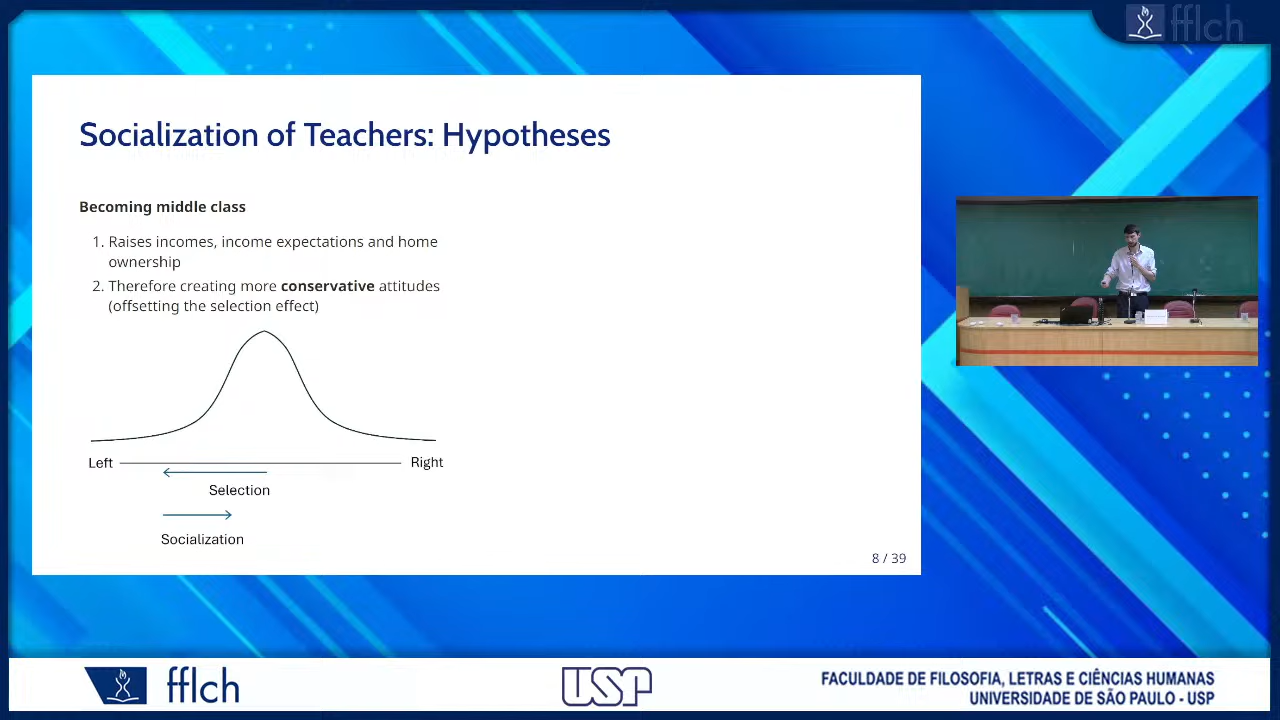 fflch
Socialization of Teachers: Hypotheses
Becoming middle class
1. Raises incomes, income expectations and home
ownership
2. Therefore creating more conservative attitudes
(offsetting the selection effect)
Left
Right
Selection
Socialization
8 / 39
fflch
USP
FACULDADE DE FILOSOFIA, LETRAS E CIÊNCIAS HUMANAS
UNIVERSIDADE DE SÃO PAULO - USP